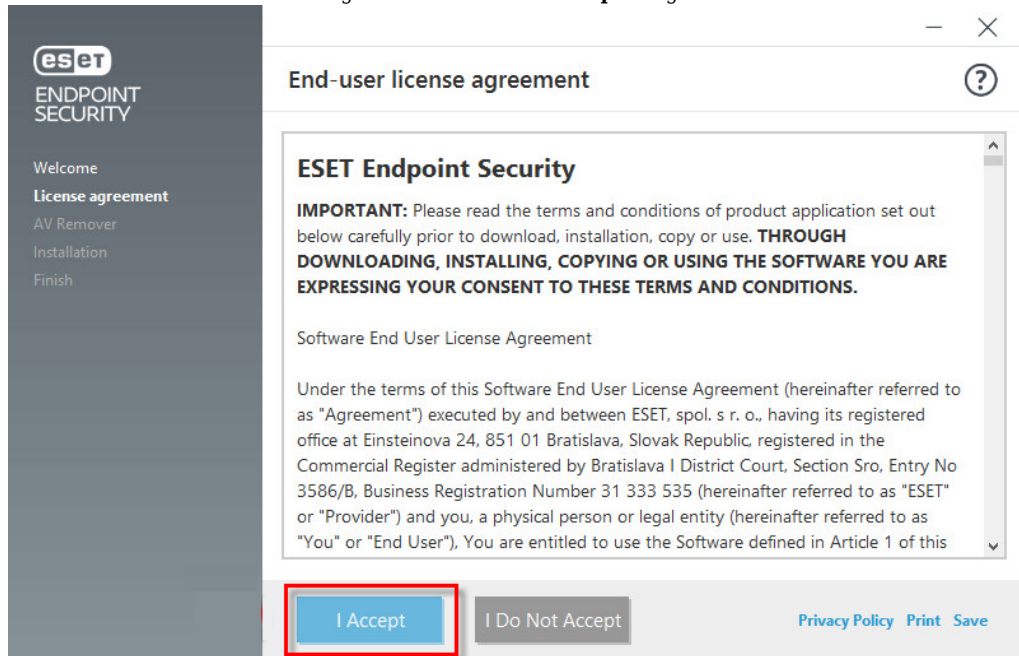 eset
ENDPOINT
SECURITY
Welcome
License agreement
AV Remover
Installation
Finish
End-user license agreement
?
ESET Endpoint Security
IMPORTANT: Please read the terms and conditions of product application set out
below carefully prior to download, installation, copy or use. THROUGH
DOWNLOADING, INSTALLING, COPYING OR USING THE SOFTWARE YOU ARE
EXPRESSING YOUR CONSENT TO THESE TERMS AND CONDITIONS.
Software End User License Agreement
Under the terms of this Software End User License Agreement (hereinafter referred to
as "Agreement") executed by and between ESET, spol. s r. o., having its registered
office at Einsteinova 24, 851 01 Bratislava, Slovak Republic, registered in the
Commercial Register administered by Bratislava I District Court, Section Sro, Entry No
3586/B, Business Registration Number 31 333 535 (hereinafter referred to as "ESET"
or "Provider") and you, a physical person or legal entity (hereinafter referred to as
"You" or "End User"), You are entitled to use the Software defined in Article 1 of this
I Accept
I Do Not Accept
Privacy Policy Print Save